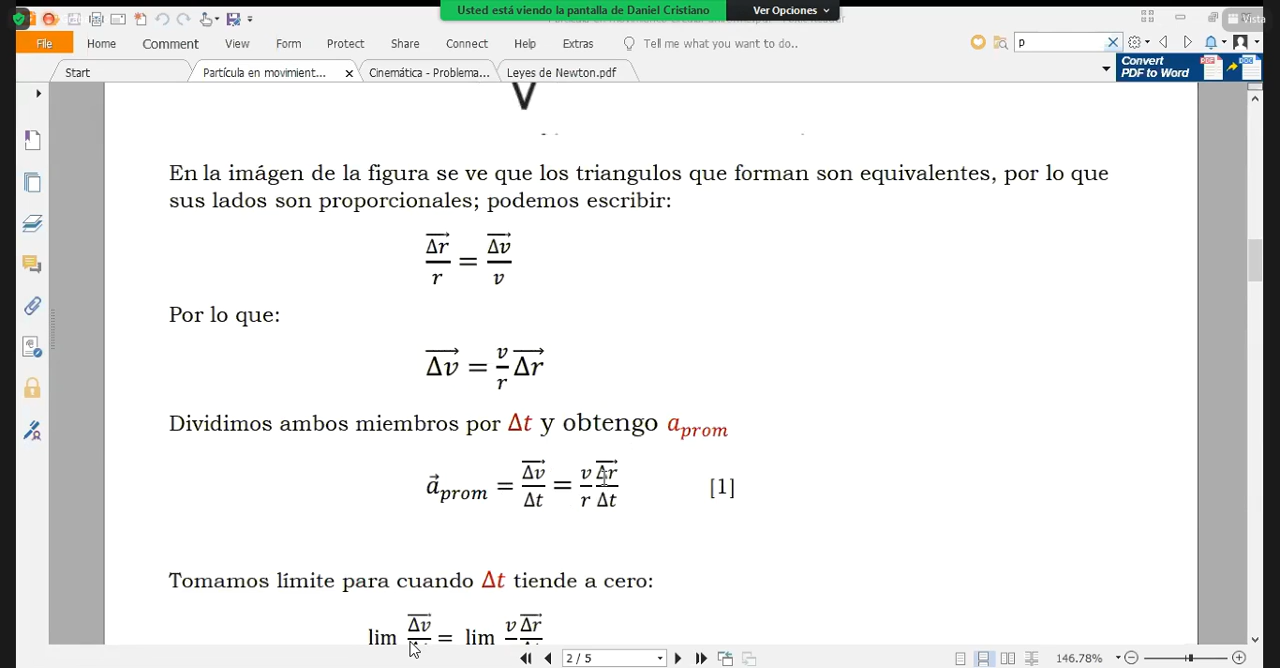 Usted está viendo la pantalla de Daniel Cristiano
Ver Opciones
Vista
File Home Comment View Form Protect Share Connect Help Extras Tell me what you want to do.. p
Start Partícula en movimient... Cinemática - Problema... Leyes de Newton.pdf
Convert
PDF to Word
v
En la imágen de la figura se ve que los triangulos que forman son equivalentes, por lo que
sus lados son proporcionales; podemos escribir:
Δr/r = Δv/v
Por lo que:
Δv = v/r Δr
Dividimos ambos miembros por Δt y obtengo a_prom
a_prom = Δv/Δt = v/r Δr/Δt [1]
Tomamos límite para cuando Δt tiende a cero:
lim Δv = lim v Δr
2 / 5
146.78%